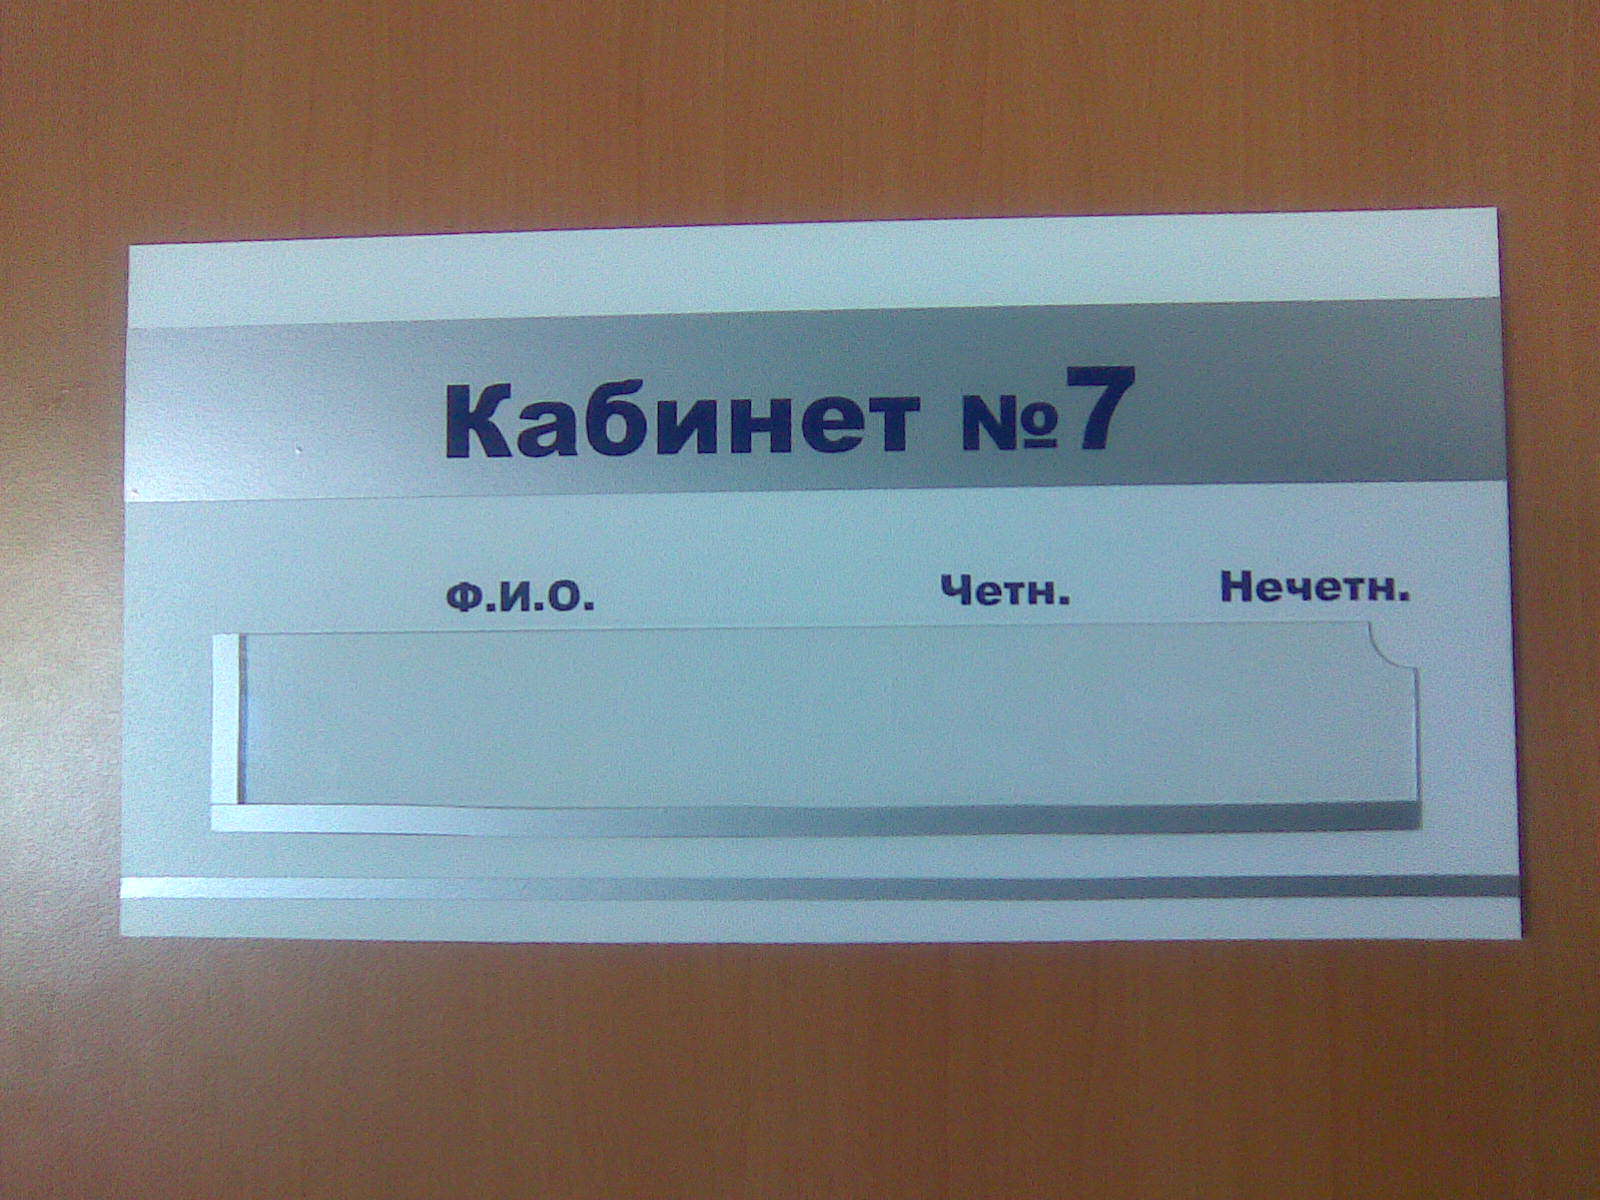 Кабинет №7
Ф.И.О. Четн. Нечетн.